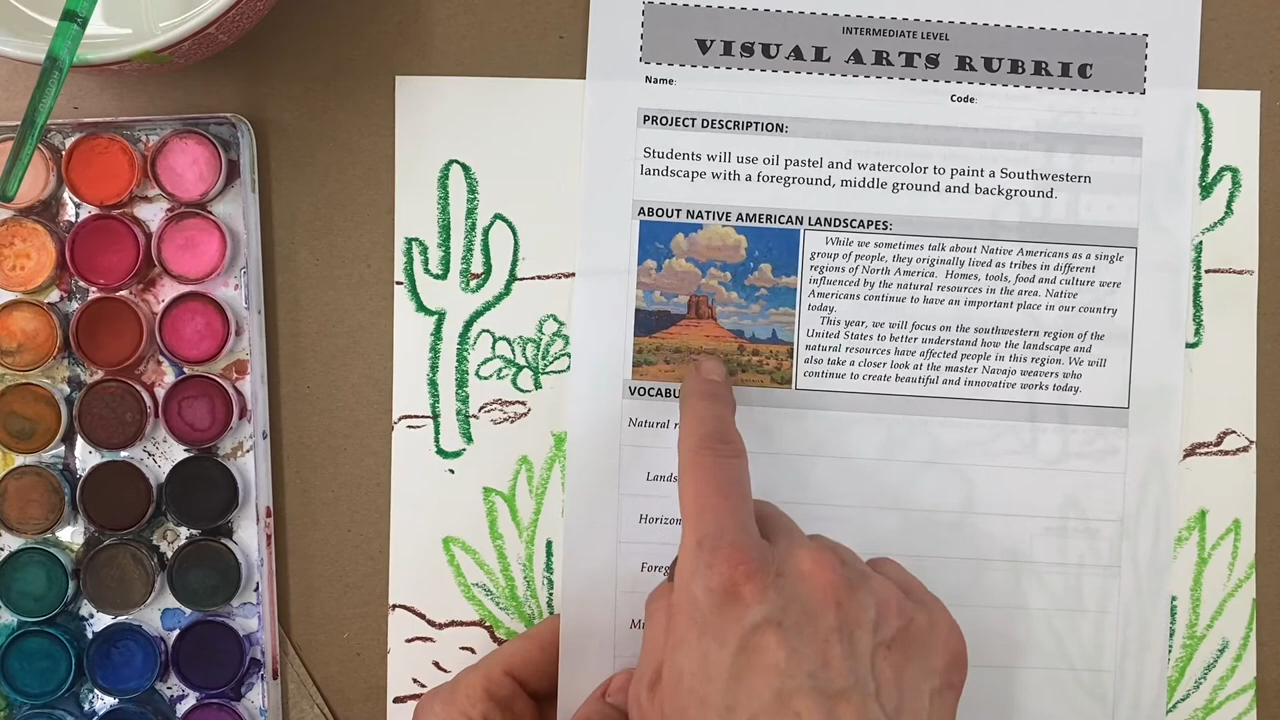 INTERMEDIATE LEVEL
VISUAL ARTS RUBRIC
Name:
Code:
PROJECT DESCRIPTION:
Students will use oil pastel and watercolor to paint a Southwestern
landscape with a foreground, middle ground and background.
ABOUT NATIVE AMERICAN LANDSCAPES:
While we sometimes talk about Native Americans as a single
group of people, they originally lived as tribes in different
regions of North America. Homes, tools, food and culture were
influenced by the natural resources in the area. Native
Americans continue to have an important place in our country
today.
This year, we will focus on the southwestern region of the
United States to better understand how the landscape and
natural resources have affected people in this region. We will
also take a closer look at the master Navajo weavers who
continue to create beautiful and innovative works today.
VOCABU
Natural r
Lands
Horizon
Foreg